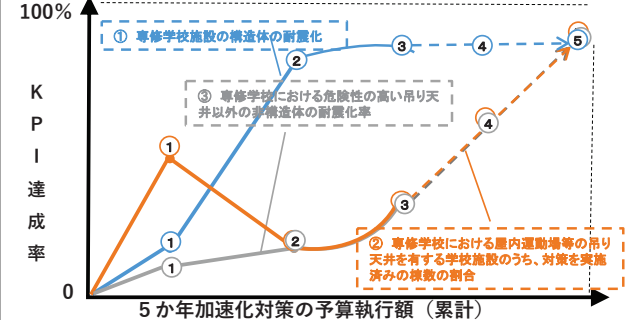 100%
① 専修学校施設の構造体の耐震化
2
3
4
5
③ 専修学校における危険性の高い吊り天
井以外の非構造体の耐震化率
KPI達成率
1
4
3
1
2
1
② 専修学校における屋内運動場等の吊り
天井を有する学校施設のうち、対策を実施
済みの棟数の割合
0
5か年加速化対策の予算執行額（累計）